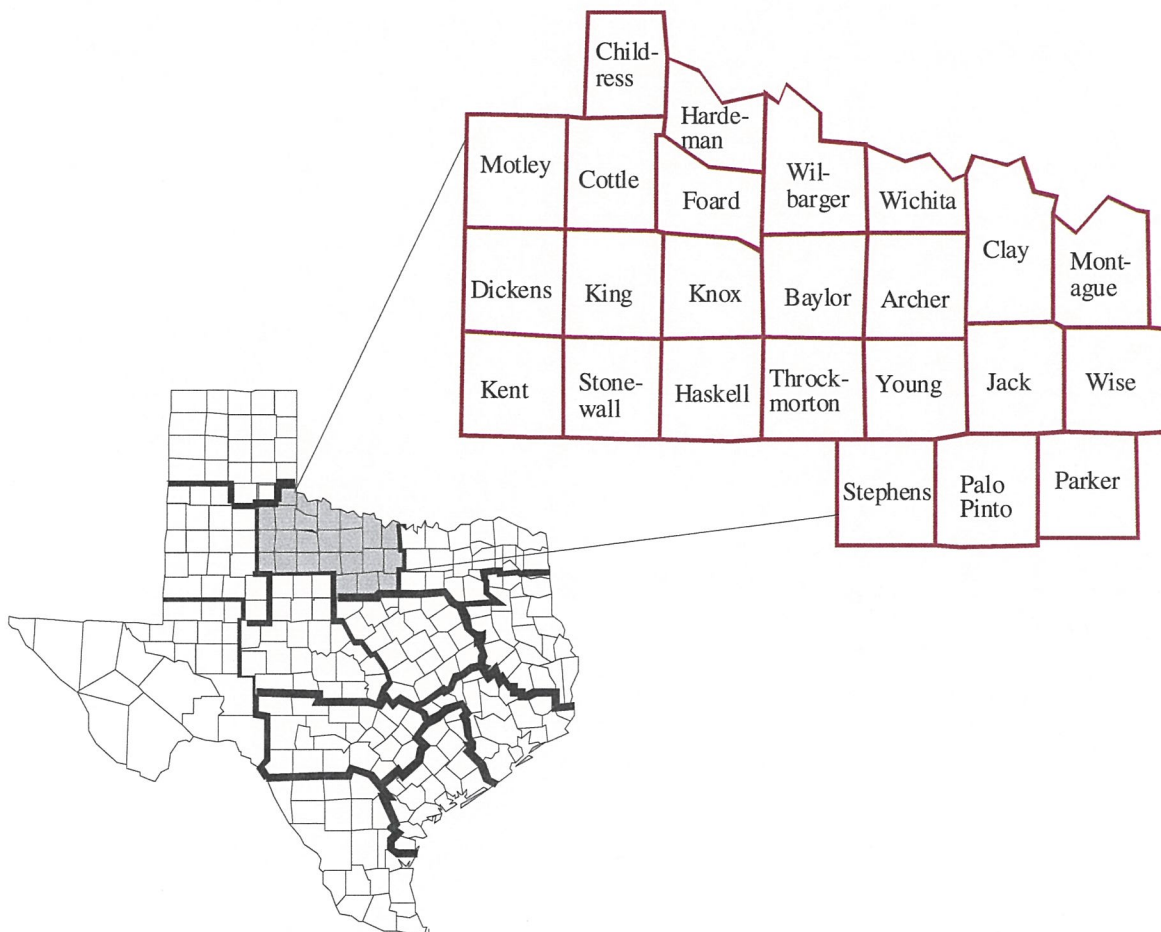 Child-
ress
Harde-
man
Motley
Cottle
Foard
Wil-
barger
Wichita
Clay
Mont-
ague
Dickens
King
Knox
Baylor
Archer
Kent
Stone-
wall
Haskell
Throck-
morton
Young
Jack
Wise
Stephens
Palo
Pinto
Parker